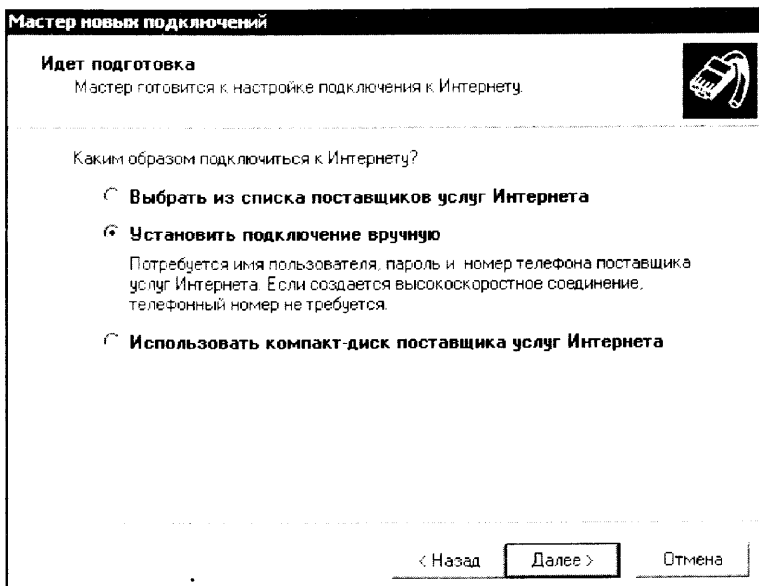 Мастер новых подключений
Идет подготовка
Мастер готовится к настройке подключения к Интернету.
Каким образом подключиться к Интернету?
Выбрать из списка поставщиков услуг Интернета
Установить подключение вручную
Потребуется имя пользователя, пароль и номер телефона поставщика
услуг Интернета. Если создается высокоскоростное соединение,
телефонный номер не требуется.
Использовать компакт-диск поставщика услуг Интернета
< Назад Далее > Отмена